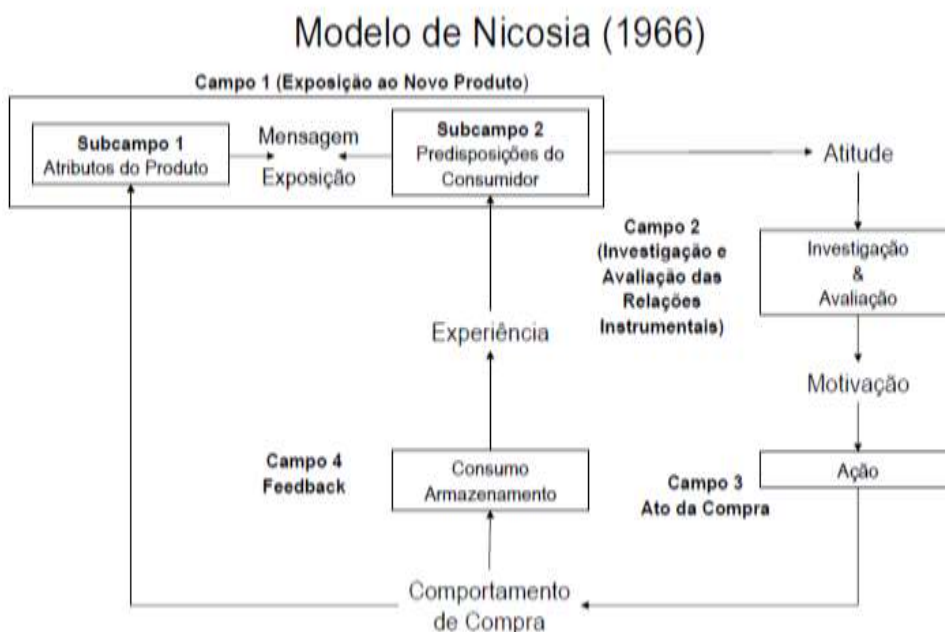 Modelo de Nicosia (1966)
Campo 1 (Exposição ao Novo Produto)
Subcampo 1
Atributos do Produto
Mensagem
Exposição
Subcampo 2
Predisposições do
Consumidor
Atitude
Campo 2
(Investigação e
Avaliação das
Relações
Instrumentais)
Investigação
&
Avaliação
Experiência
Motivação
Campo 4
Feedback
Consumo
Armazenamento
Campo 3
Ato da Compra
Ação
Comportamento
de Compra